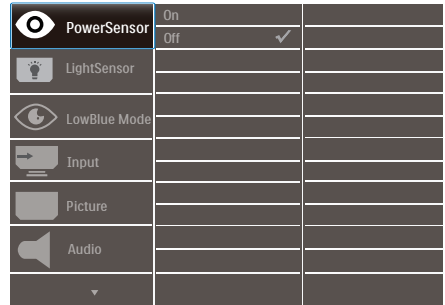 PowerSensor
LightSensor
LowBlue Mode
Input
Picture
Audio
On
Off